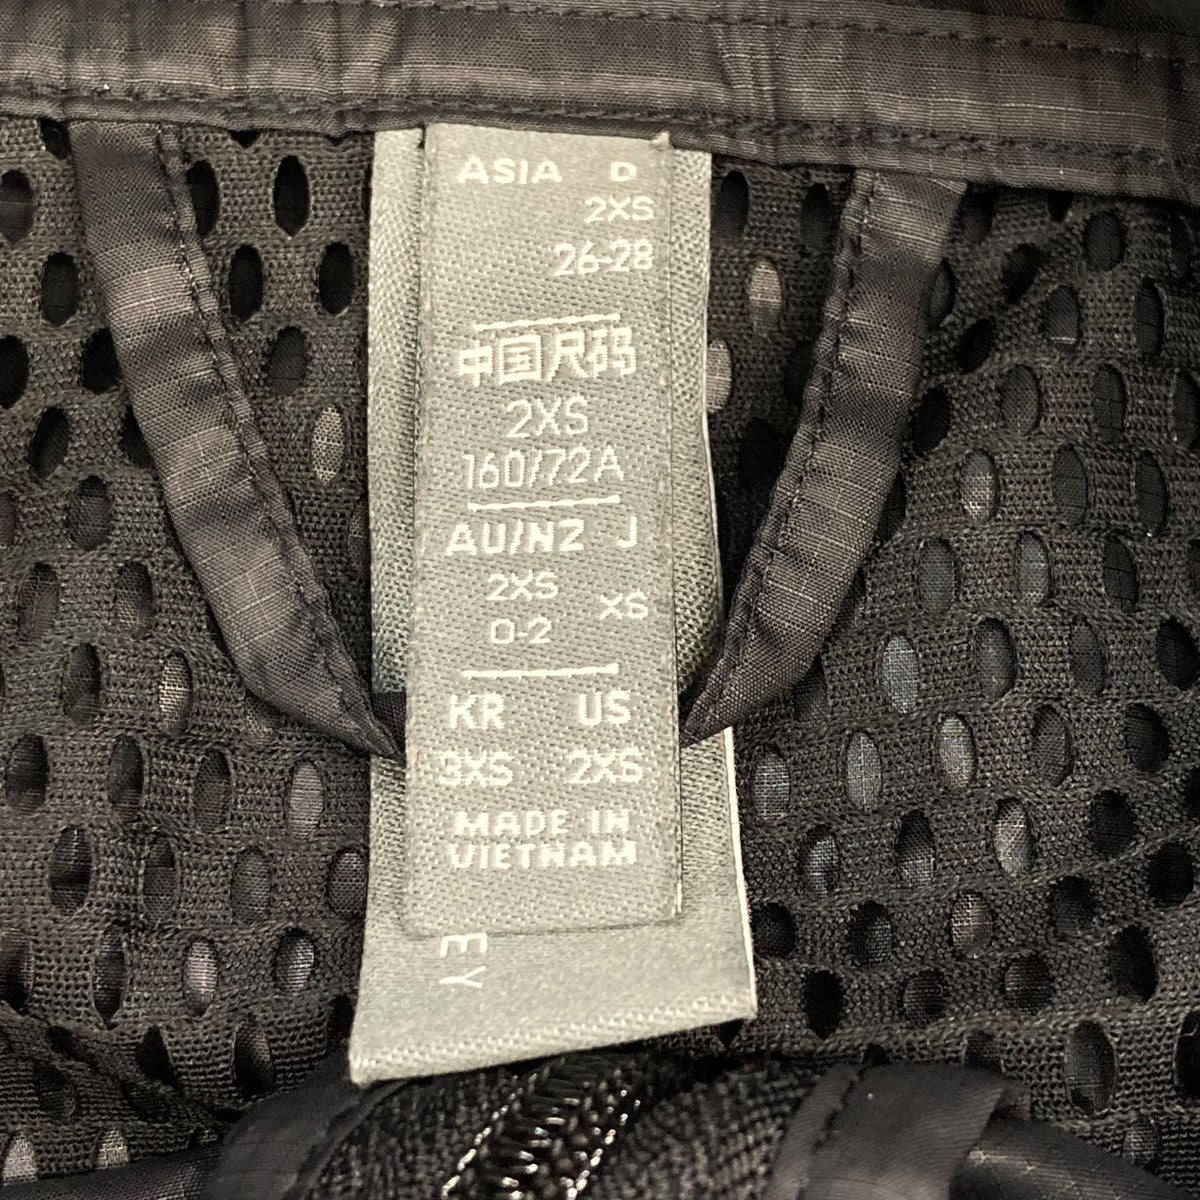 ASIA D
2XS
26-28
中国尺码
2XS
160/72A
AU/NZ J
2XS XS
0-2
KR US
3XS 2XS
MADE IN
VIETNAM
EY